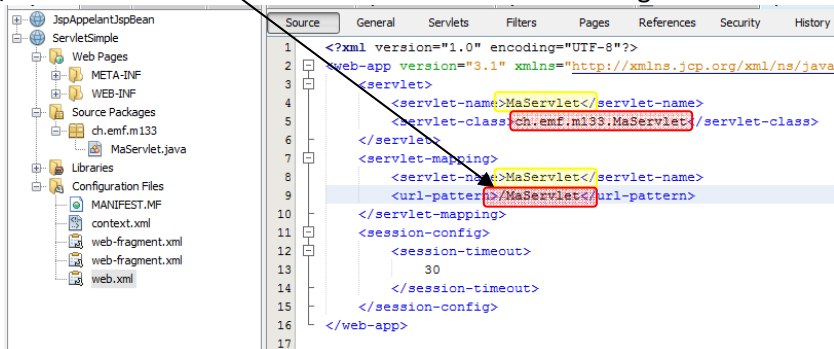 JspAppelantJspBean
ServletSimple
Web Pages
META-INF
WEB-INF
Source Packages
ch.emf.m133
MaServlet.java
Libraries
Configuration Files
MANIFEST.MF
context.xml
web-fragment.xml
web-fragment.xml
web.xml
Source General Servlets Filters Pages References Security History
1 <?xml version="1.0" encoding="UTF-8"?>
2 <web-app version="3.1" xmlns="http://xmlns.jcp.org/xml/ns/java
3 <servlet>
4 <servlet-name>MaServlet</servlet-name>
5 <servlet-class>ch.emf.m133.MaServlet</servlet-class>
6 </servlet>
7 <servlet-mapping>
8 <servlet-name>MaServlet</servlet-name>
9 <url-pattern>/MaServlet</url-pattern>
10 </servlet-mapping>
11 <session-config>
12 <session-timeout>
13 30
14 </session-timeout>
15 </session-config>
16 </web-app>
17